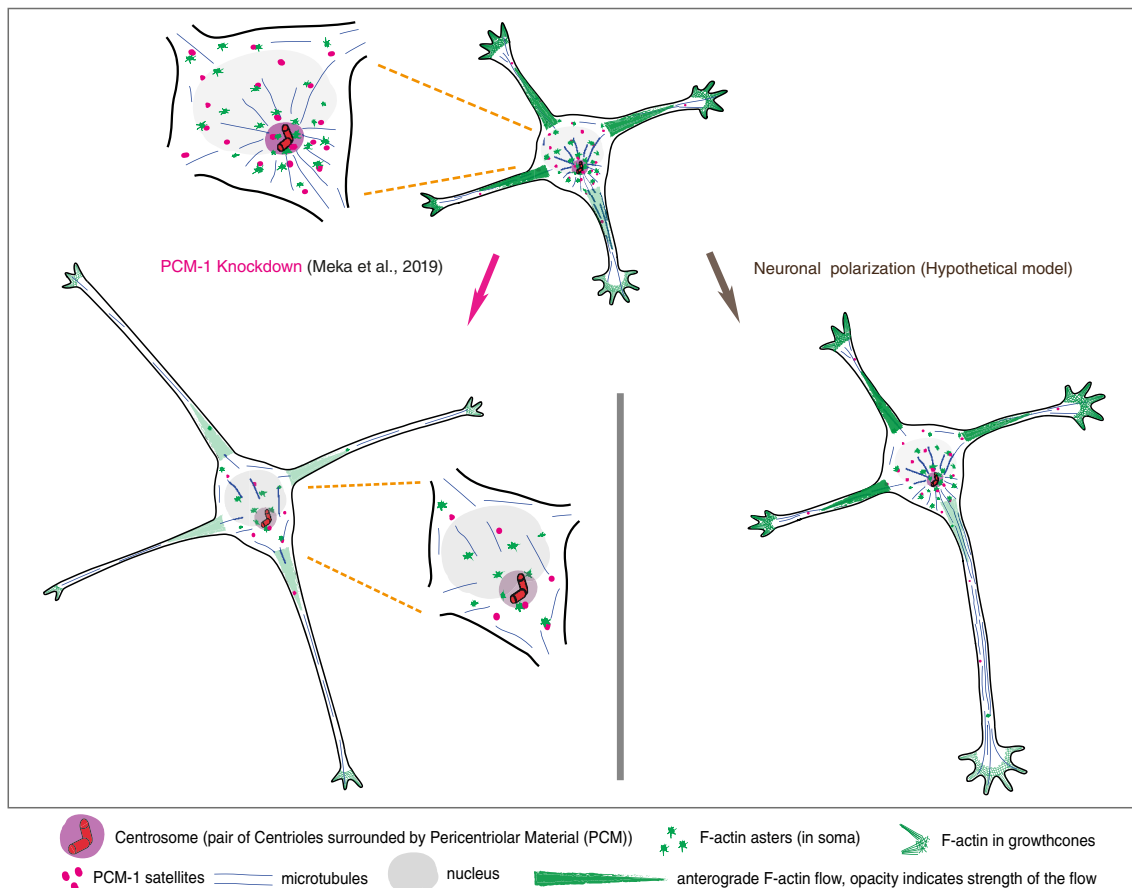 PCM-1 Knockdown (Meka et al., 2019)
Neuronal polarization (Hypothetical model)
Centrosome (pair of Centrioles surrounded by Pericentriolar Material (PCM))
F-actin asters (in soma)
F-actin in growthcones
PCM-1 satellites
microtubules
nucleus
anterograde F-actin flow, opacity indicates strength of the flow